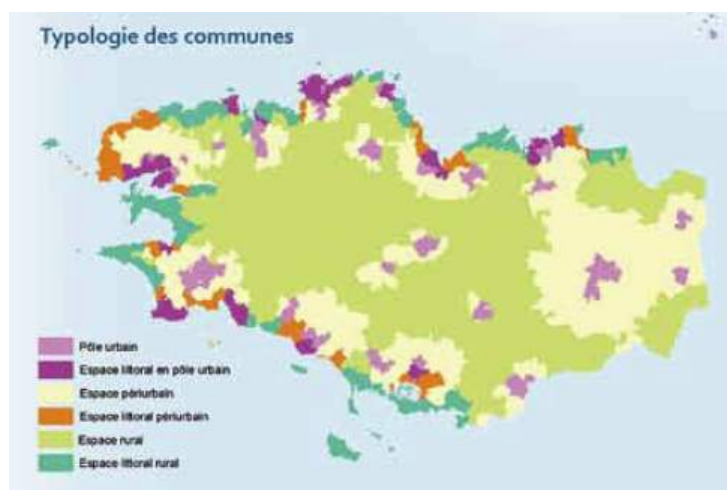 Typologie des communes
Pôle urbain
Espace littoral en pôle urbain
Espace périurbain
Espace littoral périurbain
Espace rural
Espace littoral rural